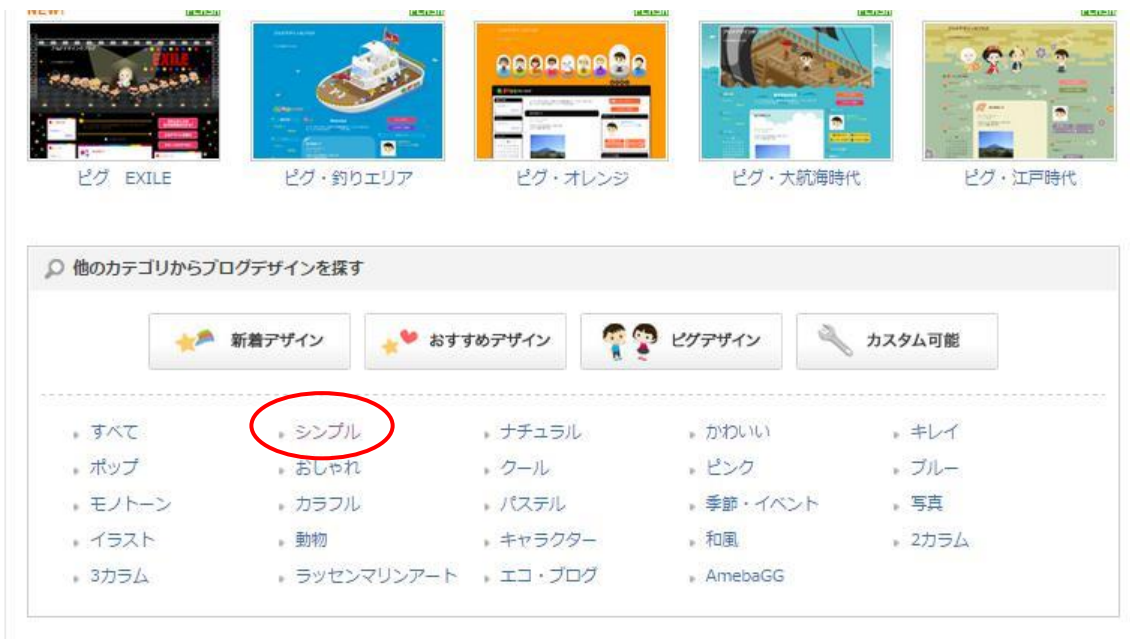 NEW!
ピグ EXILE
ピグ・釣りエリア
ピグ・オレンジ
ピグ・大航海時代
ピグ・江戸時代
他のカテゴリからブログデザインを探す
新着デザイン
おすすめデザイン
ピグデザイン
カスタム可能
すべて
シンプル
ナチュラル
かわいい
キレイ
ポップ
おしゃれ
クール
ピンク
ブルー
モノトーン
カラフル
パステル
季節・イベント
写真
イラスト
動物
キャラクター
和風
2カラム
3カラム
ラッセンマリンアート
エコ・ブログ
AmebaGG